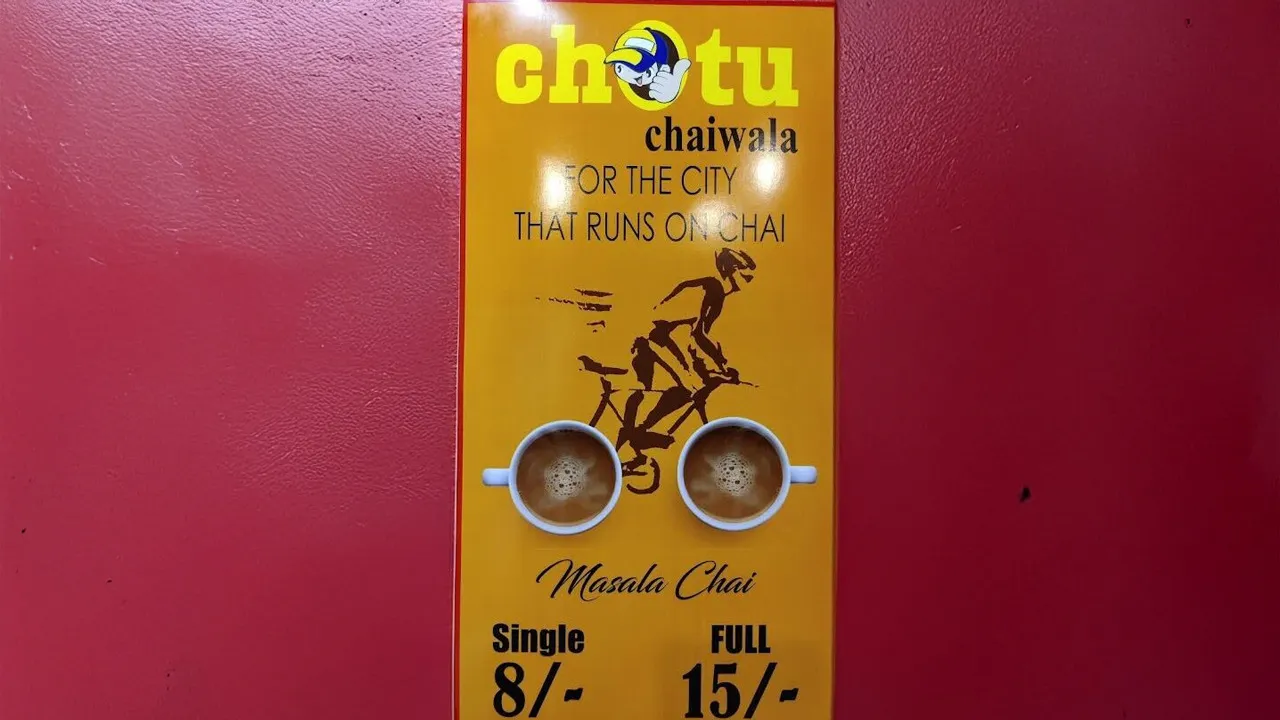 chotu
chaiwala
FOR THE CITY
THAT RUNS ON CHAI
Masala Chai
Single FULL
8/- 15/-